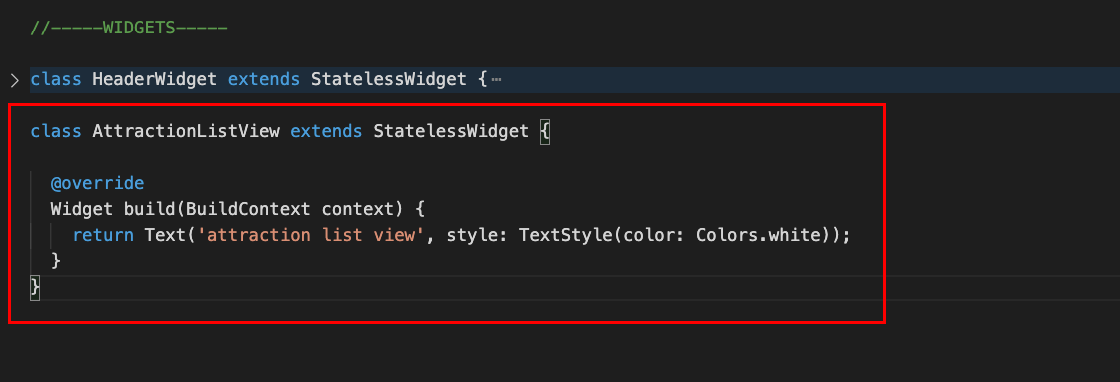 //-----WIDGETS-----
class HeaderWidget extends StatelessWidget {…
class AttractionListView extends StatelessWidget {
@override
Widget build(BuildContext context) {
return Text('attraction list view', style: TextStyle(color: Colors.white));
}
}